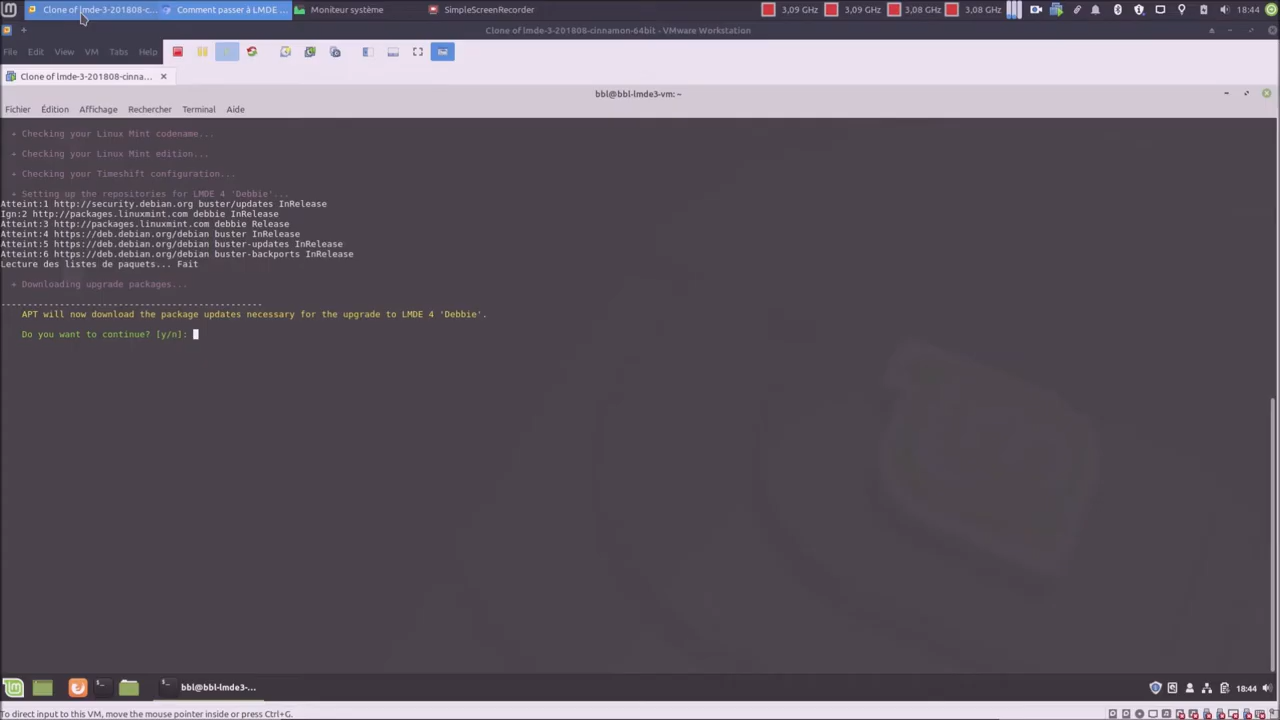 Clone of lmde-3-201808-c...
Comment passer à LMDE ...
Moniteur système
SimpleScreenRecorder
3,09 GHz
3,09 GHz
3,08 GHz
3,08 GHz
18:44
Clone of lmde-3-201808-cinnamon-64bit - VMware Workstation
File Edit View VM Tabs Help
Clone of lmde-3-201808-cinna...
bbl@bbl-lmde3-vm: ~
Fichier Édition Affichage Rechercher Terminal Aide
+ Checking your Linux Mint codename...
+ Checking your Linux Mint edition...
+ Checking your Timeshift configuration...
+ Setting up the repositories for LMDE 4 'Debbie'...
Atteint:1 http://security.debian.org buster/updates InRelease
Ign:2 http://packages.linuxmint.com debbie InRelease
Atteint:3 http://packages.linuxmint.com debbie Release
Atteint:4 https://deb.debian.org/debian buster InRelease
Atteint:5 https://deb.debian.org/debian buster-updates InRelease
Atteint:6 https://deb.debian.org/debian buster-backports InRelease
Lecture des listes de paquets... Fait
+ Downloading upgrade packages...
-------------------------------------------------
APT will now download the package updates necessary for the upgrade to LMDE 4 'Debbie'.
Do you want to continue? [y/n]:
bbl@bbl-lmde3-...
18:44
To direct input to this VM, move the mouse pointer inside or press Ctrl+G.